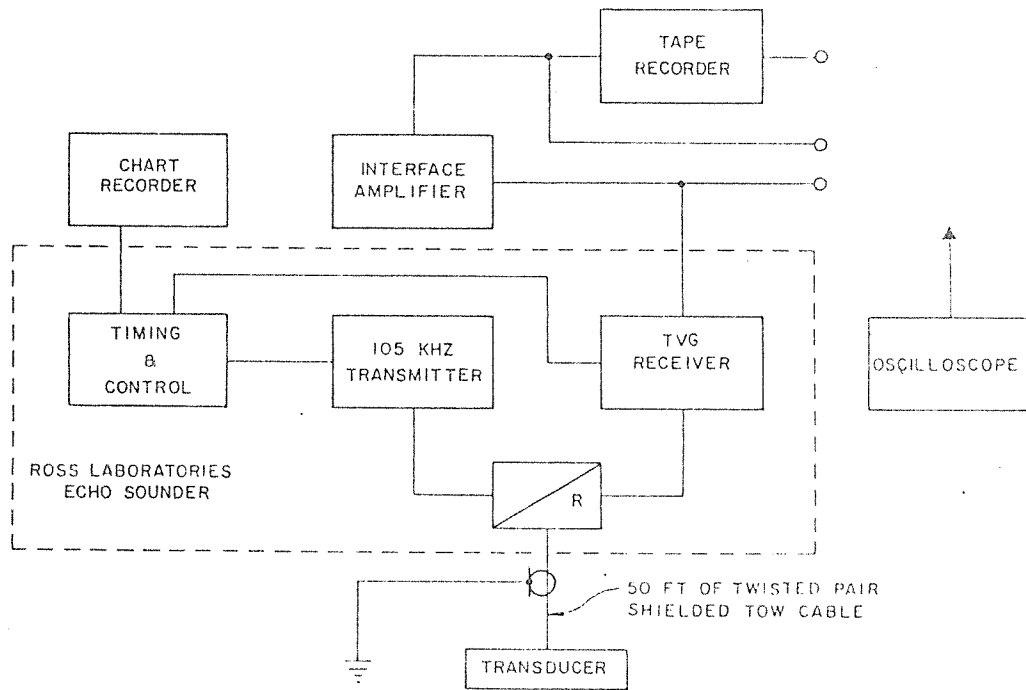 TAPE
RECORDER
CHART
RECORDER
INTERFACE
AMPLIFIER
TIMING
&
CONTROL
105 KHZ
TRANSMITTER
TVG
RECEIVER
OSCILLOSCOPE
ROSS LABORATORIES
ECHO SOUNDER
R
50 FT OF TWISTED PAIR
SHIELDED TOW CABLE
TRANSDUCER